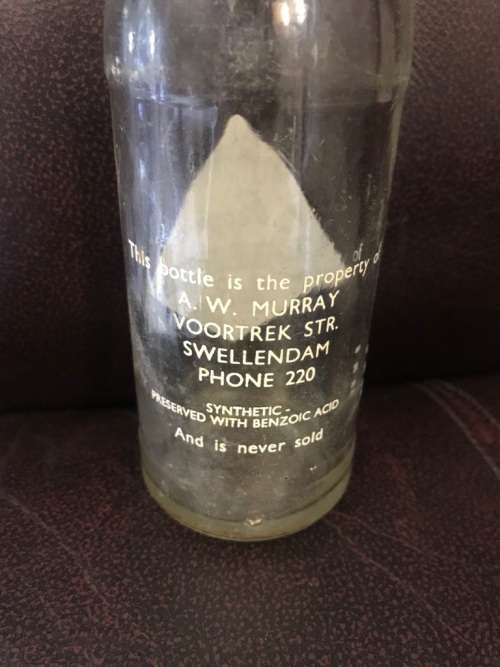 This bottle is the property of
A. W. MURRAY
VOORTREK STR.
SWELLENDAM
PHONE 220
SYNTHETIC -
PRESERVED WITH BENZOIC ACID
And is never sold